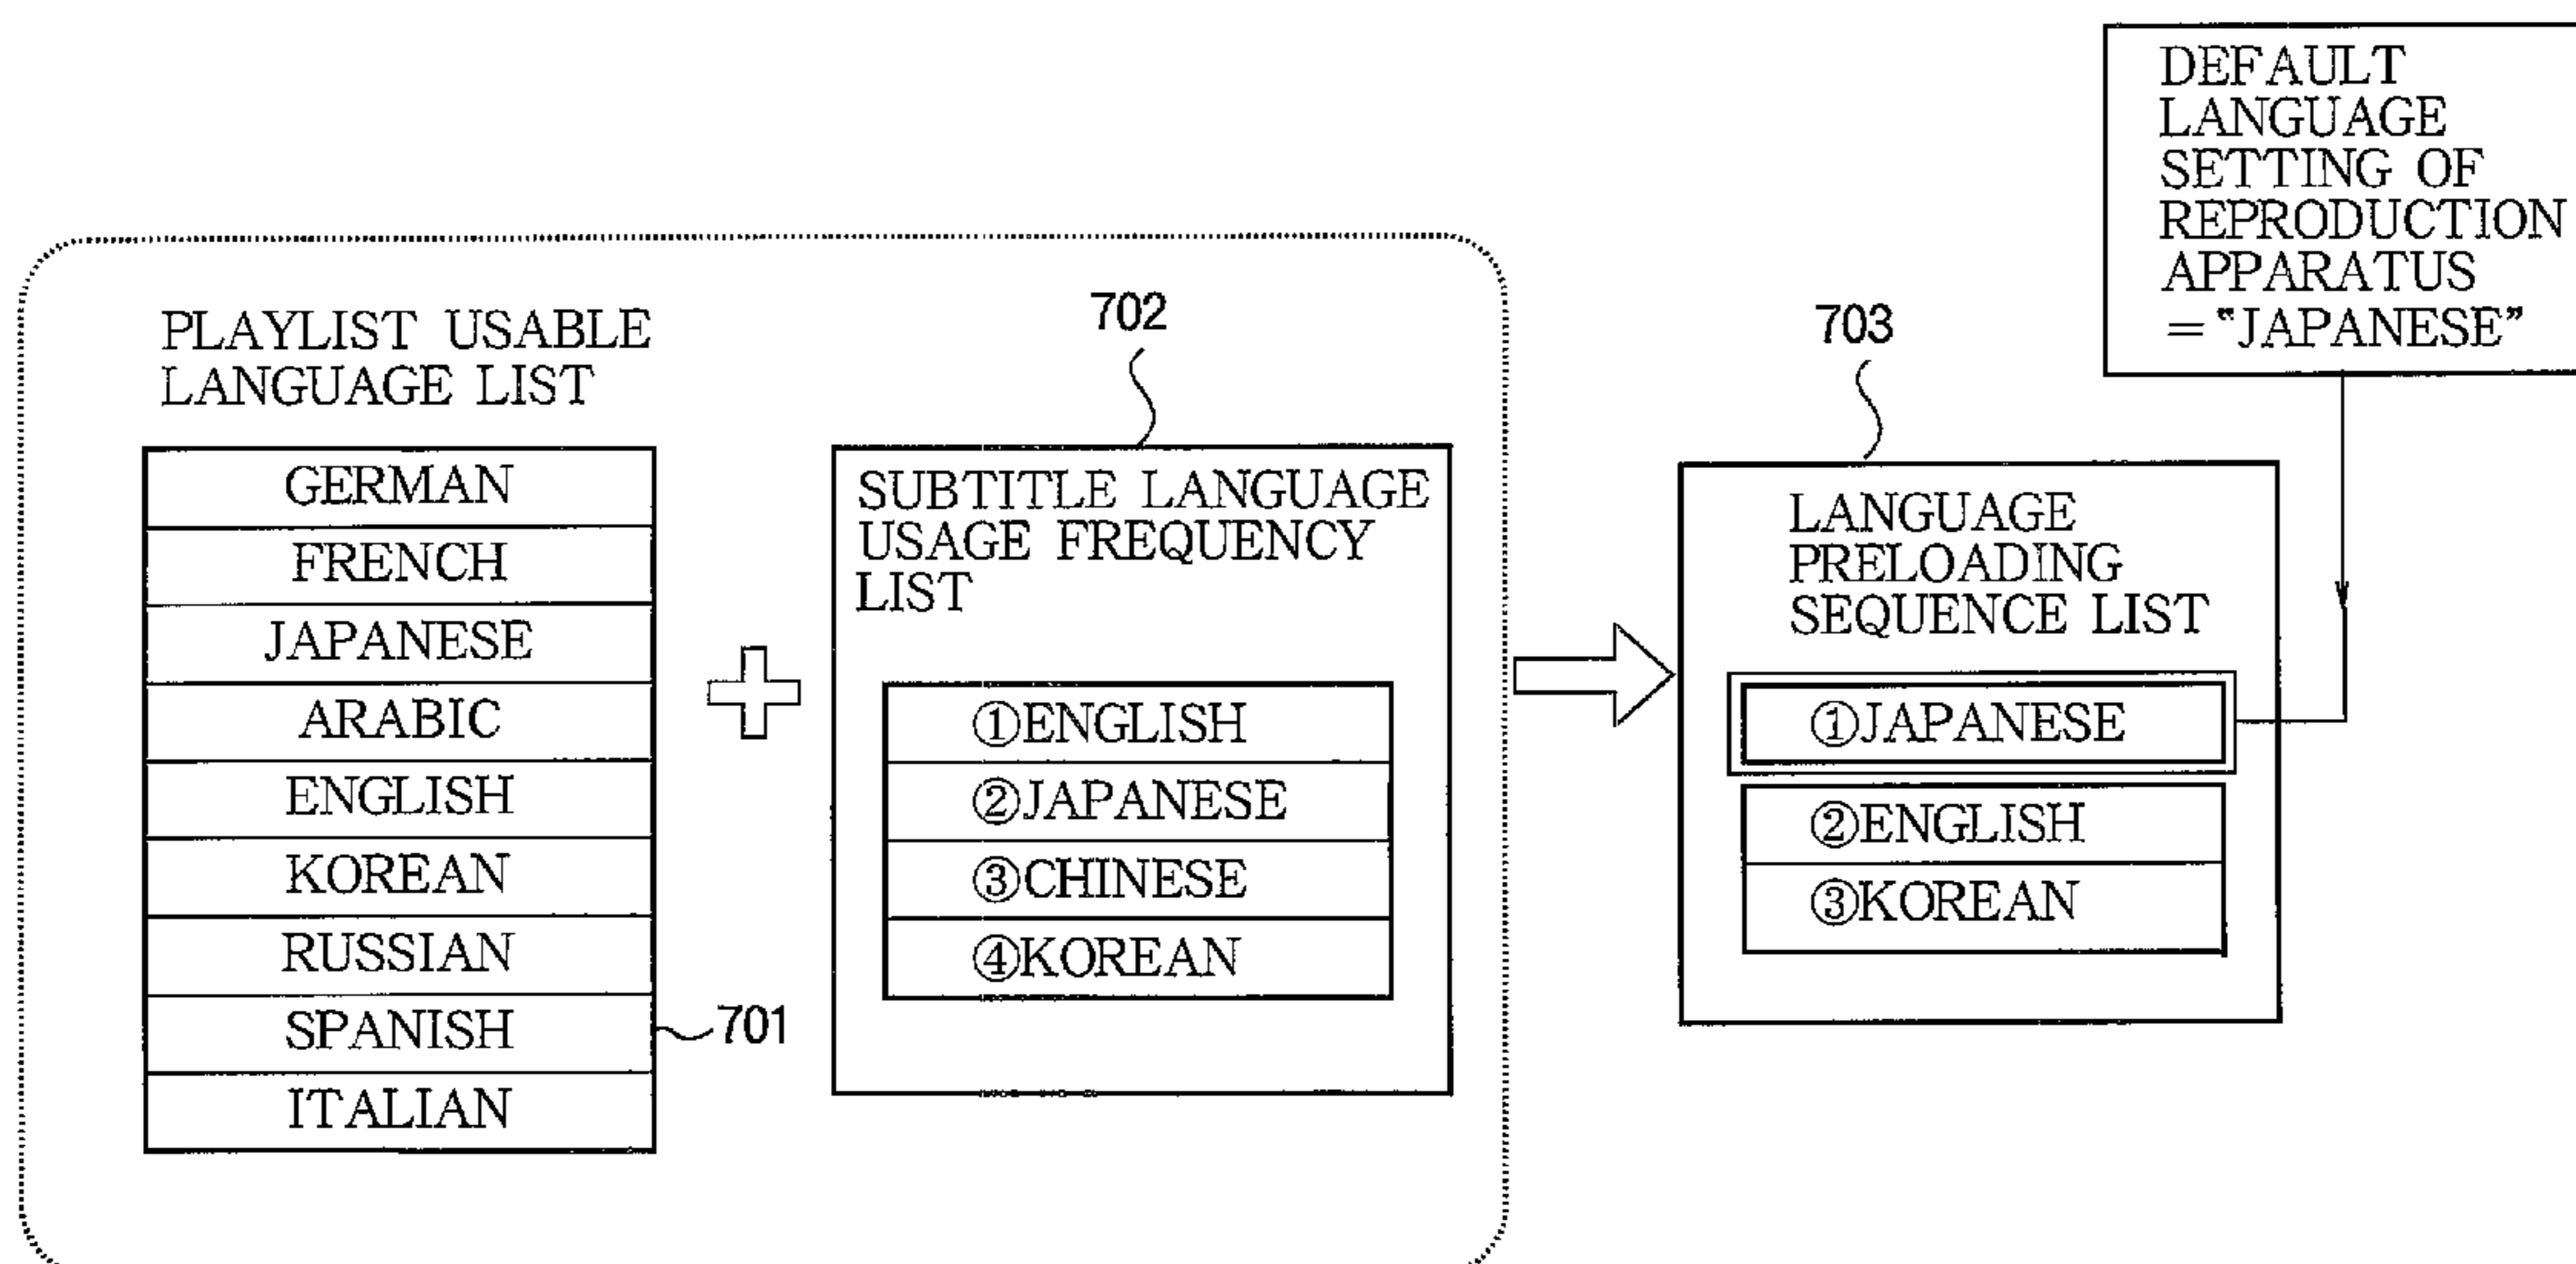 PLAYLIST USABLE
LANGUAGE LIST
GERMAN
FRENCH
JAPANESE
ARABIC
ENGLISH
KOREAN
RUSSIAN
SPANISH
ITALIAN
701
702
SUBTITLE LANGUAGE
USAGE FREQUENCY
LIST
①ENGLISH
②JAPANESE
③CHINESE
④KOREAN
703
LANGUAGE
PRELOADING
SEQUENCE LIST
①JAPANESE
②ENGLISH
③KOREAN
DEFAULT
LANGUAGE
SETTING OF
REPRODUCTION
APPARATUS
="JAPANESE"